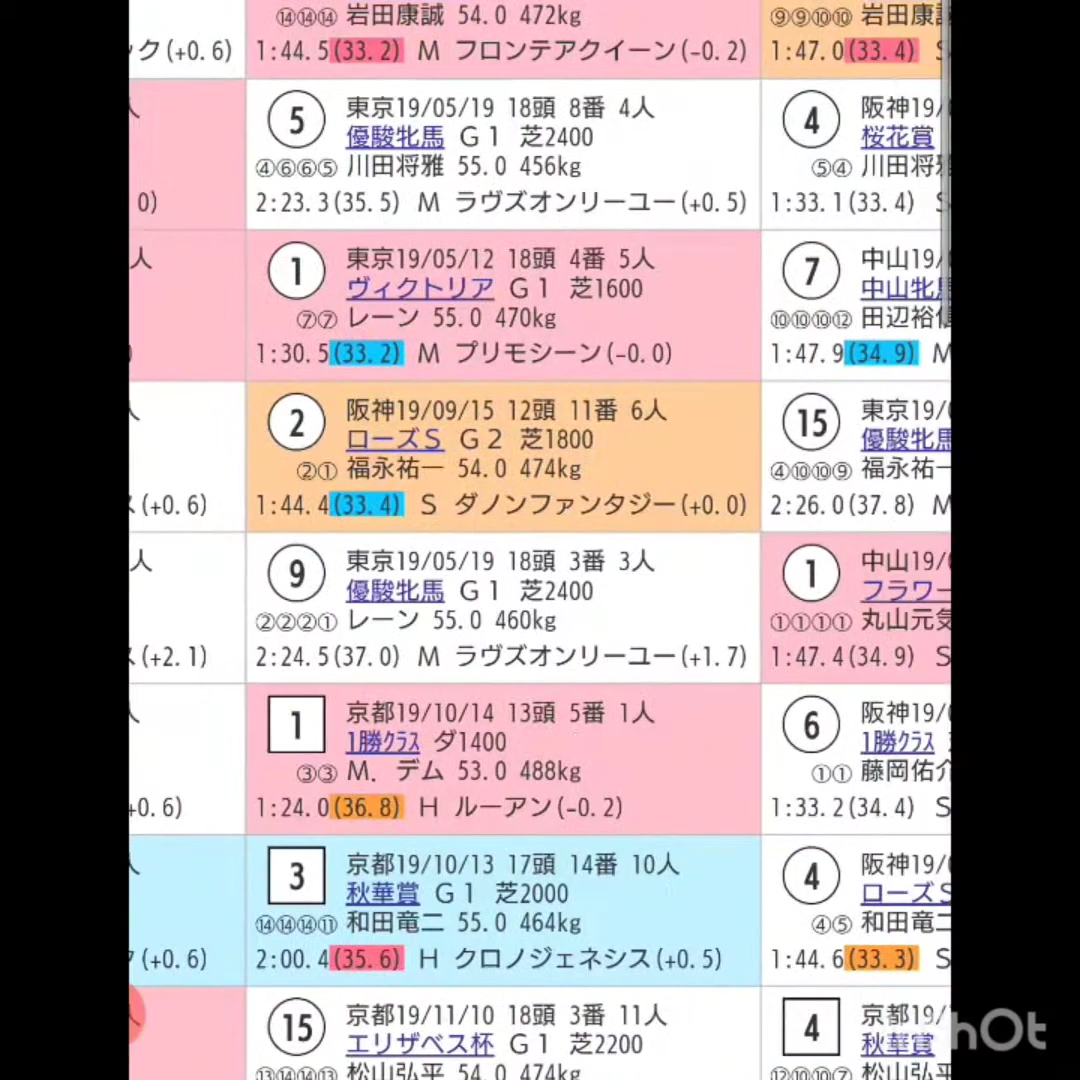 ⑭⑭⑭ 岩田康誠 54.0 472kg
⑨⑨⑩⑩ 岩田康
ック(+0.6)
1:44.5(33.2) M フロンテアクイーン(-0.2)
1:47.0(33.4) S
人
5 東京19/05/19 18頭 8番 4人
優駿牝馬 G1 芝2400
④⑥⑥⑤ 川田将雅 55.0 456kg
2:23.3(35.5) M ラヴズオンリーユー(+0.5)
4 阪神19/
桜花賞
⑤④ 川田将
1:33.1(33.4) S
0)
人
1 東京19/05/12 18頭 4番 5人
ヴィクトリア G1 芝1600
⑦⑦ レーン 55.0 470kg
1:30.5(33.2) M プリモシーン(-0.0)
7 中山19/
中山牝
⑩⑩⑩⑫ 田辺裕
1:47.9(34.9) M
)
人
2 阪神19/09/15 12頭 11番 6人
ローズS G2 芝1800
②① 福永祐一 54.0 474kg
1:44.4(33.4) S ダノンファンタジー(+0.0)
15 東京19/
優駿牝馬
④⑩⑩⑨ 福永祐一
2:26.0(37.8) M
(+0.6)
人
9 東京19/05/19 18頭 3番 3人
優駿牝馬 G1 芝2400
②②②① レーン 55.0 460kg
2:24.5(37.0) M ラヴズオンリーユー(+1.7)
1 中山19/
フラワー
①①①① 丸山元気
1:47.4(34.9) S
ス(+2.1)
人
1 京都19/10/14 13頭 5番 1人
1勝ｸﾗｽ ダ1400
③③ M．デム 53.0 488kg
1:24.0(36.8) H ルーアン(-0.2)
6 阪神19/
1勝ｸﾗｽ
①① 藤岡佑介
1:33.2(34.4) S
+0.6)
人
3 京都19/10/13 17頭 14番 10人
秋華賞 G1 芝2000
⑭⑭⑭⑪ 和田竜二 55.0 464kg
2:00.4(35.6) H クロノジェネシス(+0.5)
4 阪神19/
ローズS
④⑤ 和田竜二
1:44.6(33.3) S
(+0.6)
人
15 京都19/11/10 18頭 3番 11人
エリザベス杯 G1 芝2200
⑬⑭⑭⑬ 松山弘平 54.0 474kg
4 京都19/
秋華賞
⑫⑩⑩⑦ 松山弘平
hOt